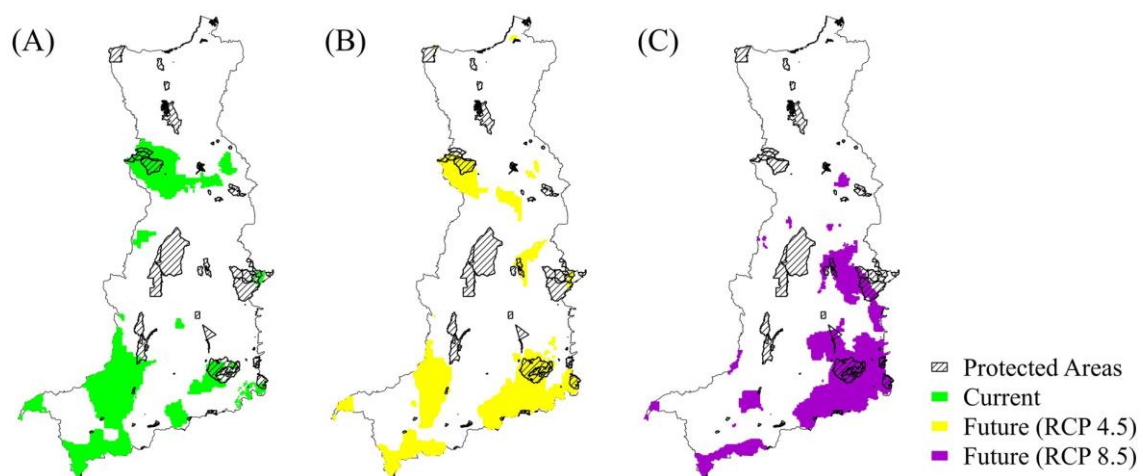 (A)
(B)
(C)
Protected Areas
Current
Future (RCP 4.5)
Future (RCP 8.5)